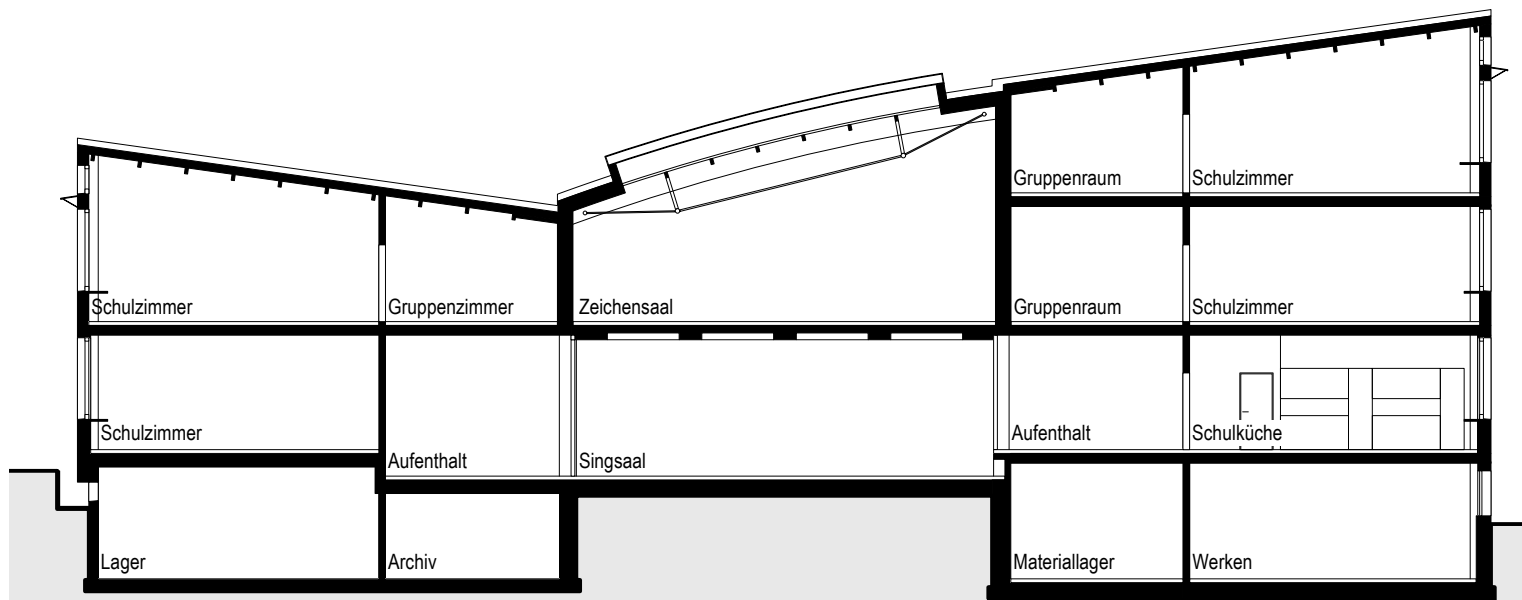 Gruppenraum
Schulzimmer
Schulzimmer
Gruppenzimmer
Zeichensaal
Gruppenraum
Schulzimmer
Schulzimmer
Aufenthalt
Singsaal
Aufenthalt
Schulküche
Lager
Archiv
Materiallager
Werken